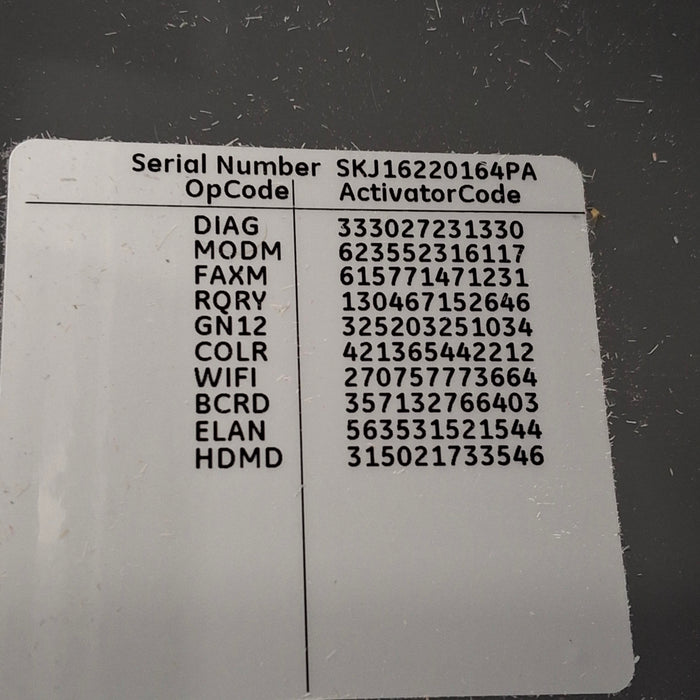 Serial Number SKJ16220164PA
OpCode ActivatorCode
DIAG 333027231330
MODM 623552316117
FAXM 615771471231
RQRY 130467152646
GN12 325203251034
COLR 421365442212
WIFI 270757773664
BCRD 357132766403
ELAN 563531521544
HDMD 315021733546